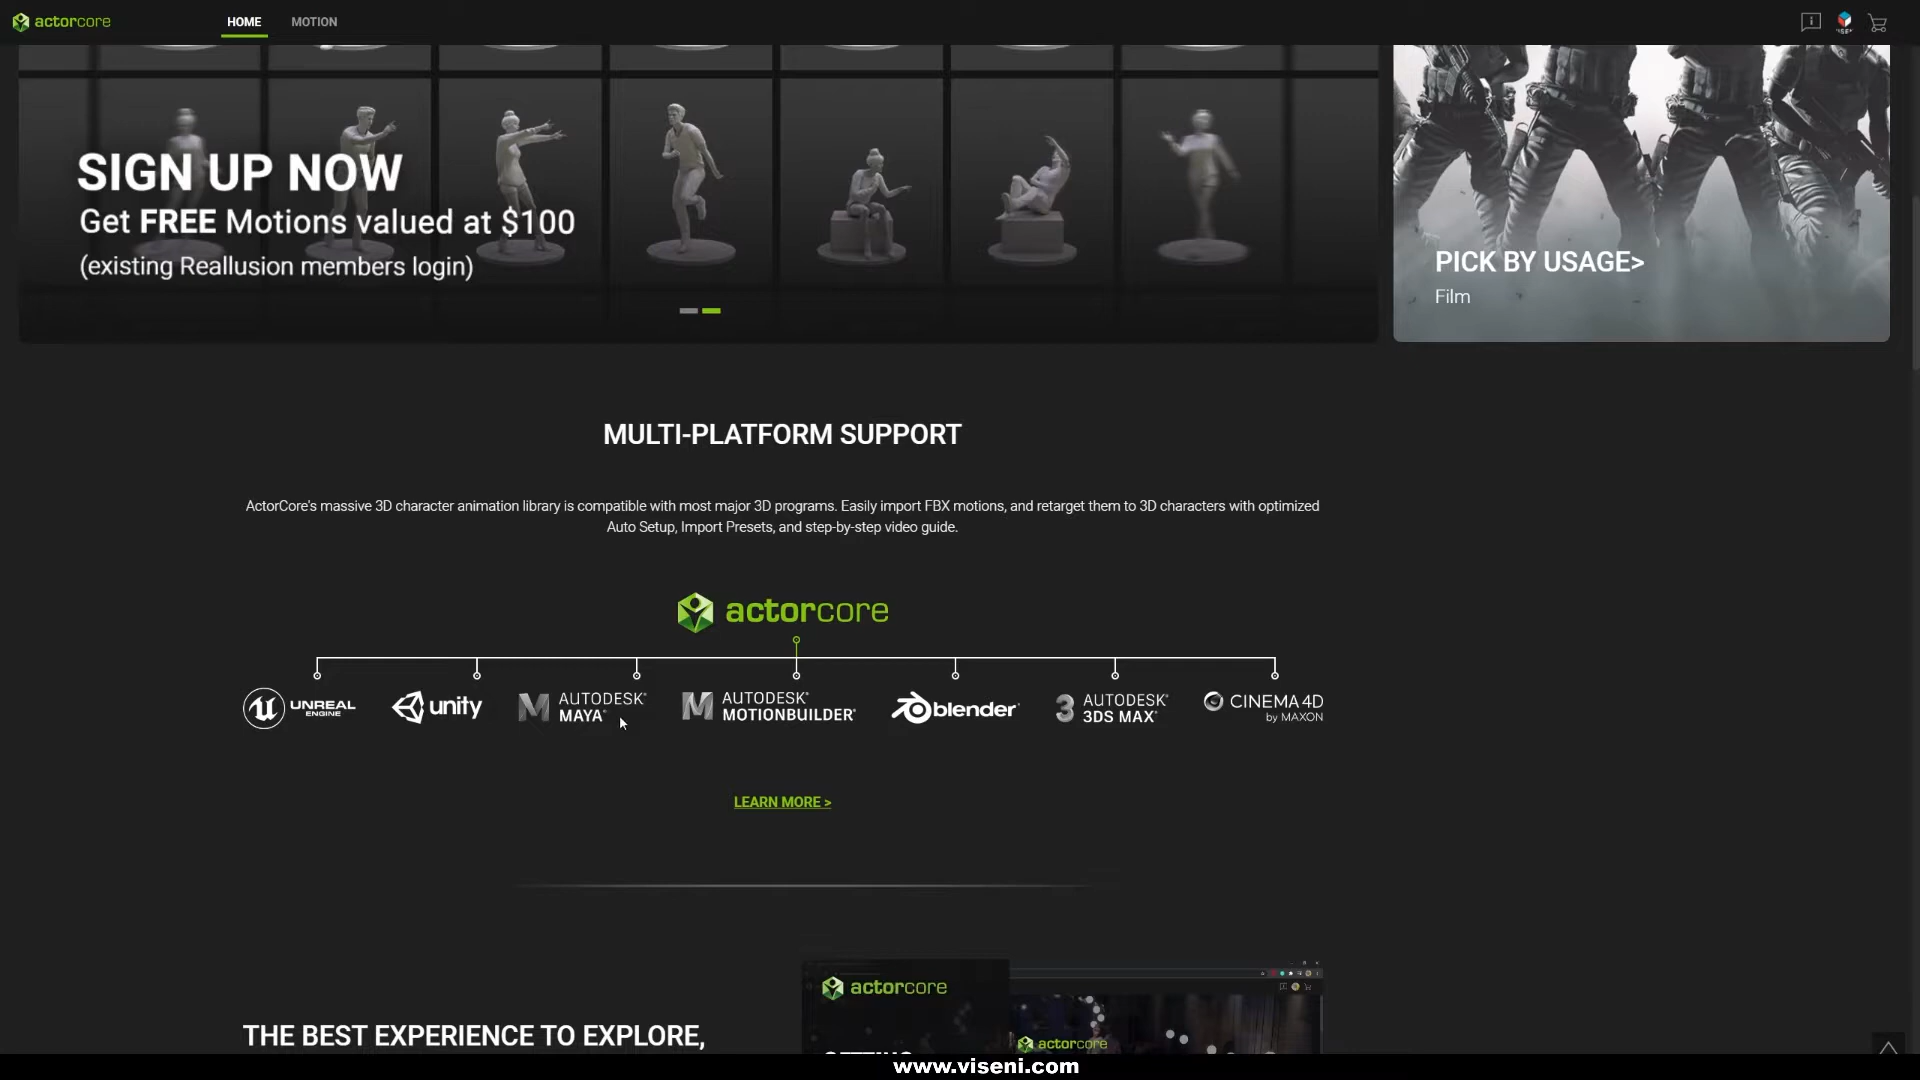 actorcore
HOME
MOTION
SIGN UP NOW
Get FREE Motions valued at $100
(existing Reallusion members login)
PICK BY USAGE>
Film
MULTI-PLATFORM SUPPORT
ActorCore's massive 3D character animation library is compatible with most major 3D programs. Easily import FBX motions, and retarget them to 3D characters with optimized
Auto Setup, Import Presets, and step-by-step video guide.
actorcore
UNREAL
ENGINE
unity
AUTODESK®
MAYA®
AUTODESK®
MOTIONBUILDER®
blender
3 AUTODESK®
3DS MAX®
CINEMA 4D
by MAXON
LEARN MORE >
actorcore
THE BEST EXPERIENCE TO EXPLORE,
actorcore
www.viseni.com